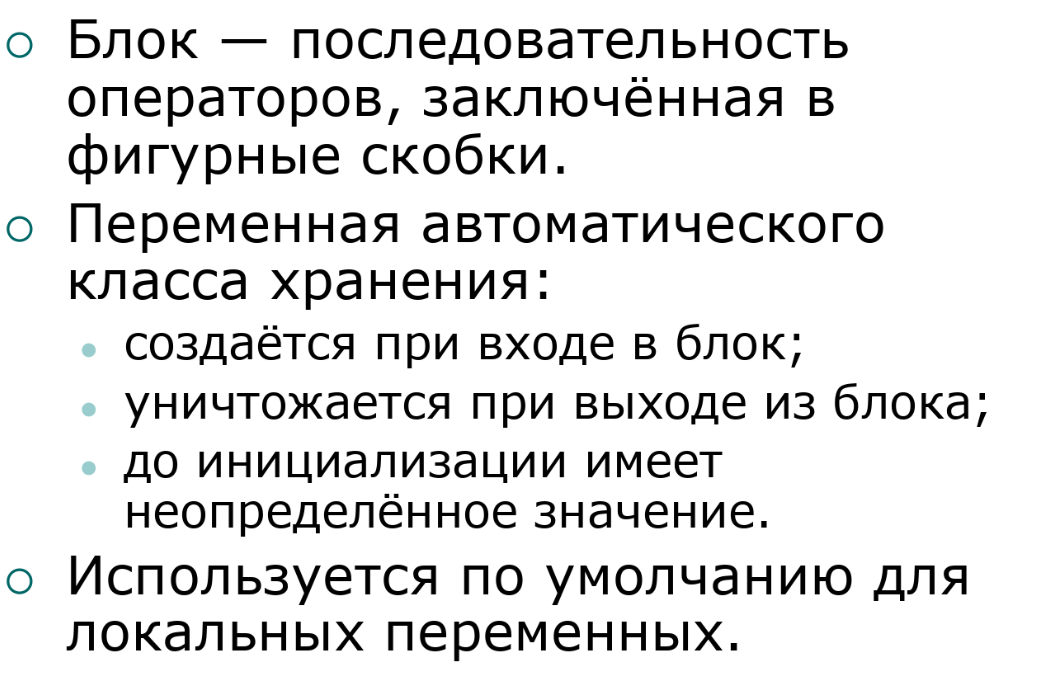 Блок — последовательность
операторов, заключённая в
фигурные скобки.
Переменная автоматического
класса хранения:
создаётся при входе в блок;
уничтожается при выходе из блока;
до инициализации имеет
неопределённое значение.
Используется по умолчанию для
локальных переменных.